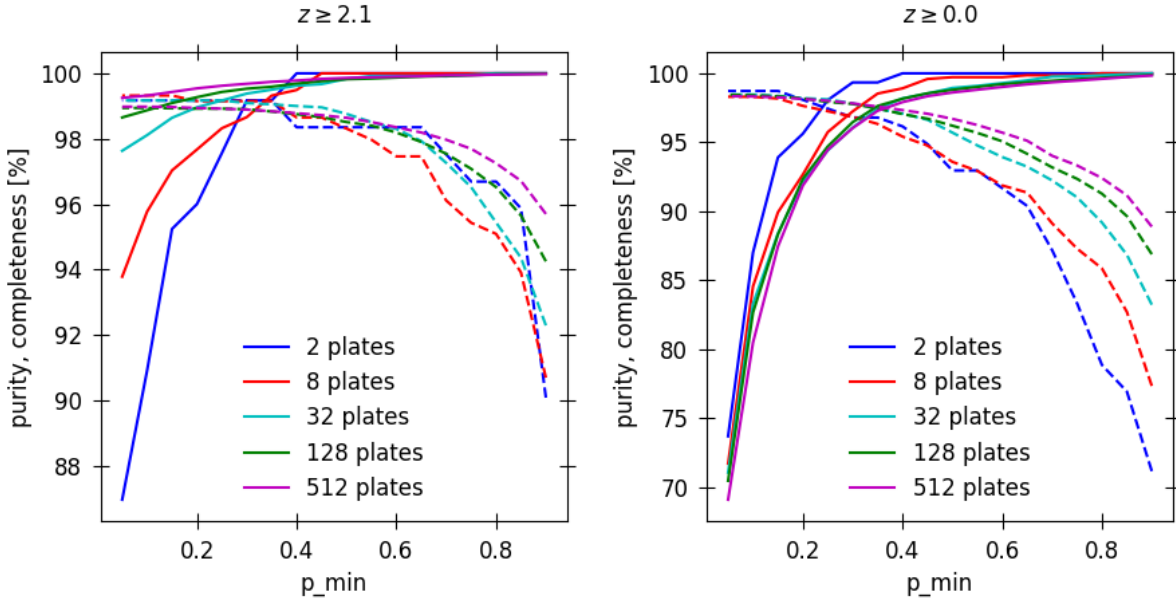 z ≥ 2.1
purity, completeness [%]
100
98
96
94
92
90
88
2 plates
8 plates
32 plates
128 plates
512 plates
0.2 0.4 0.6 0.8
p_min
z ≥ 0.0
purity, completeness [%]
100
95
90
85
80
75
70
2 plates
8 plates
32 plates
128 plates
512 plates
0.2 0.4 0.6 0.8
p_min